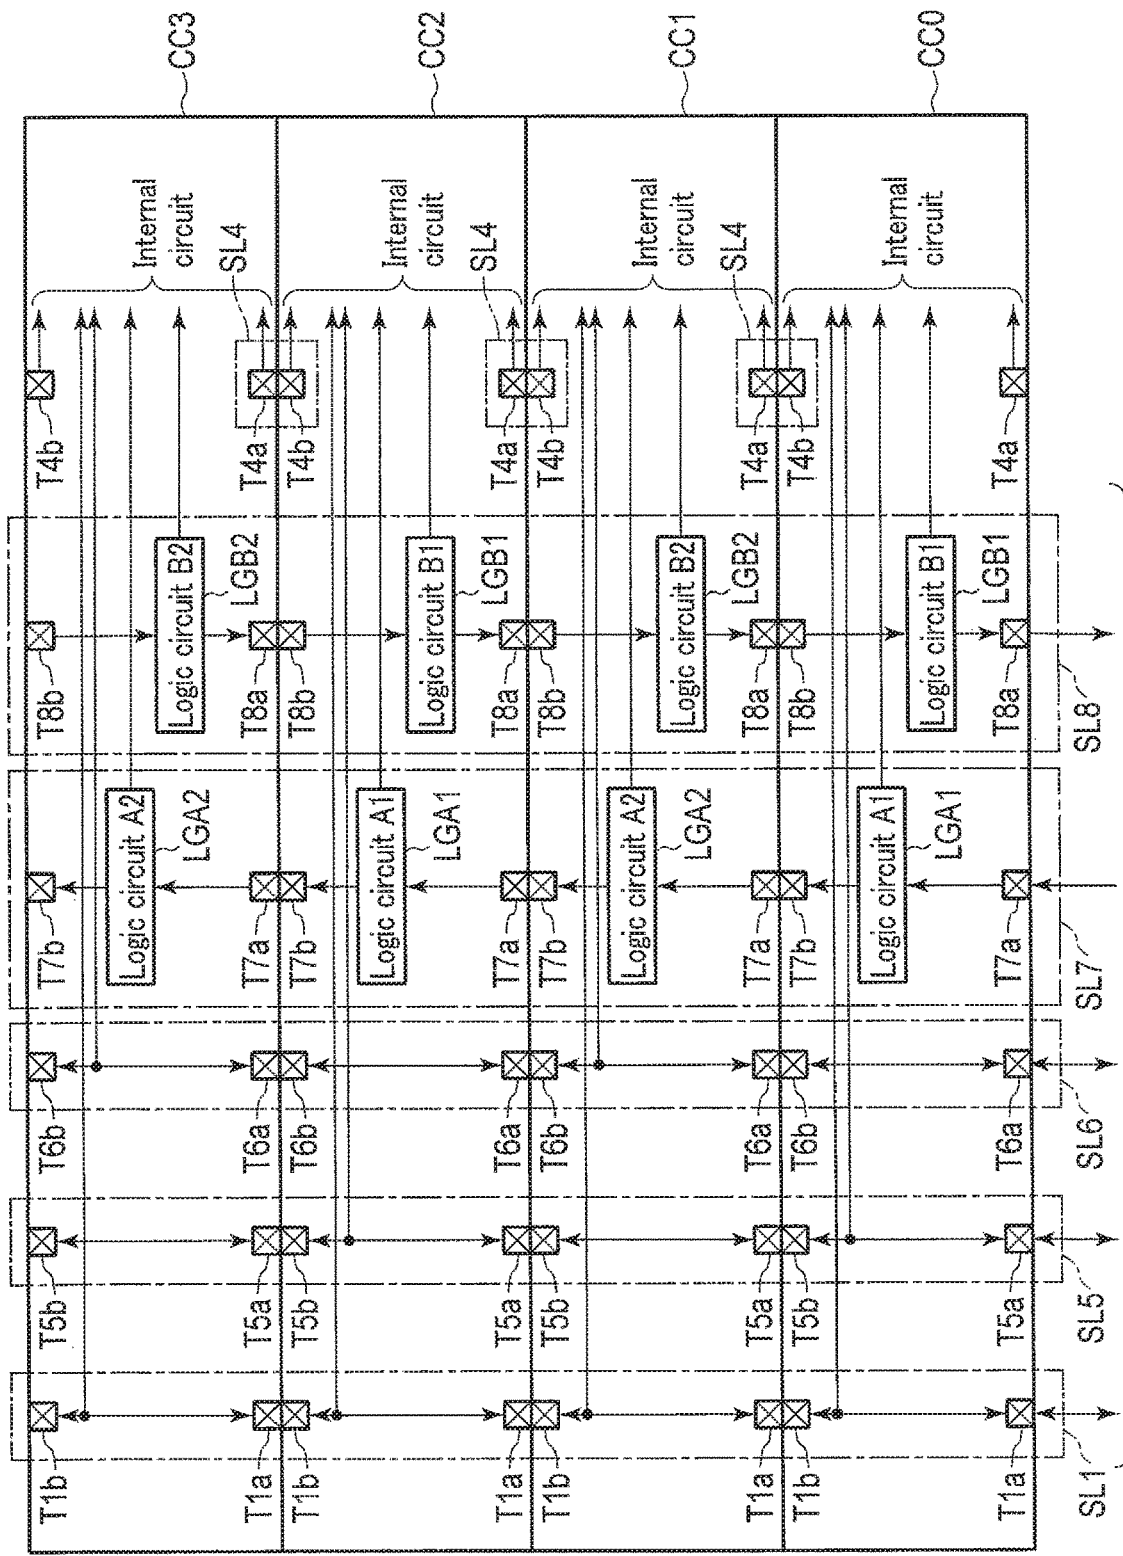 T1b
T5b
T6b
T7b
T8b
T4b
Logic circuit A2
LGA2
Logic circuit B2
LGB2
Internal
circuit
CC3
SL4
T1a
T5a
T6a
T7a
T8a
T4a
T1b
T5b
T6b
T7b
T8b
T4b
Logic circuit A1
LGA1
Logic circuit B1
LGB1
Internal
circuit
CC2
SL4
T1a
T5a
T6a
T7a
T8a
T4a
T1b
T5b
T6b
T7b
T8b
T4b
Logic circuit A2
LGA2
Logic circuit B2
LGB2
Internal
circuit
CC1
SL4
T1a
T5a
T6a
T7a
T8a
T4a
T1b
T5b
T6b
T7b
T8b
T4b
Logic circuit A1
LGA1
Logic circuit B1
LGB1
Internal
circuit
CC0
T1a
T5a
T6a
T7a
T8a
T4a
SL1
SL5
SL6
SL7
SL8